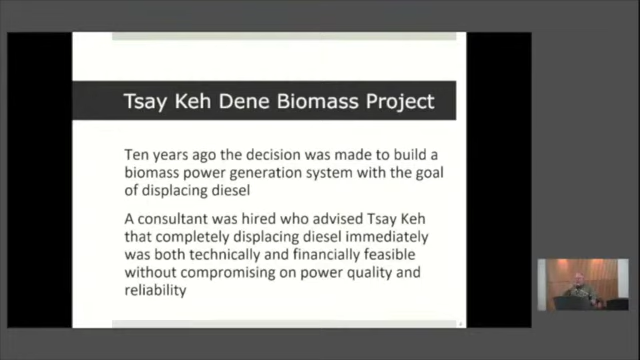 Tsay Keh Dene Biomass Project
Ten years ago the decision was made to build a
biomass power generation system with the goal
of displacing diesel
A consultant was hired who advised Tsay Keh
that completely displacing diesel immediately
was both technically and financially feasible
without compromising on power quality and
reliability